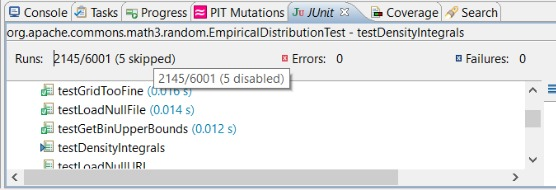 Console Tasks Progress PIT Mutations JUnit Coverage Search
org.apache.commons.math3.random.EmpiricalDistributionTest - testDensityIntegrals
Runs: 2145/6001 (5 skipped) Errors: 0 Failures: 0
2145/6001 (5 disabled)
testGridTooFine (0.016 s)
testLoadNullFile (0.014 s)
testGetBinUpperBounds (0.012 s)
testDensityIntegrals
testLoadNullURL